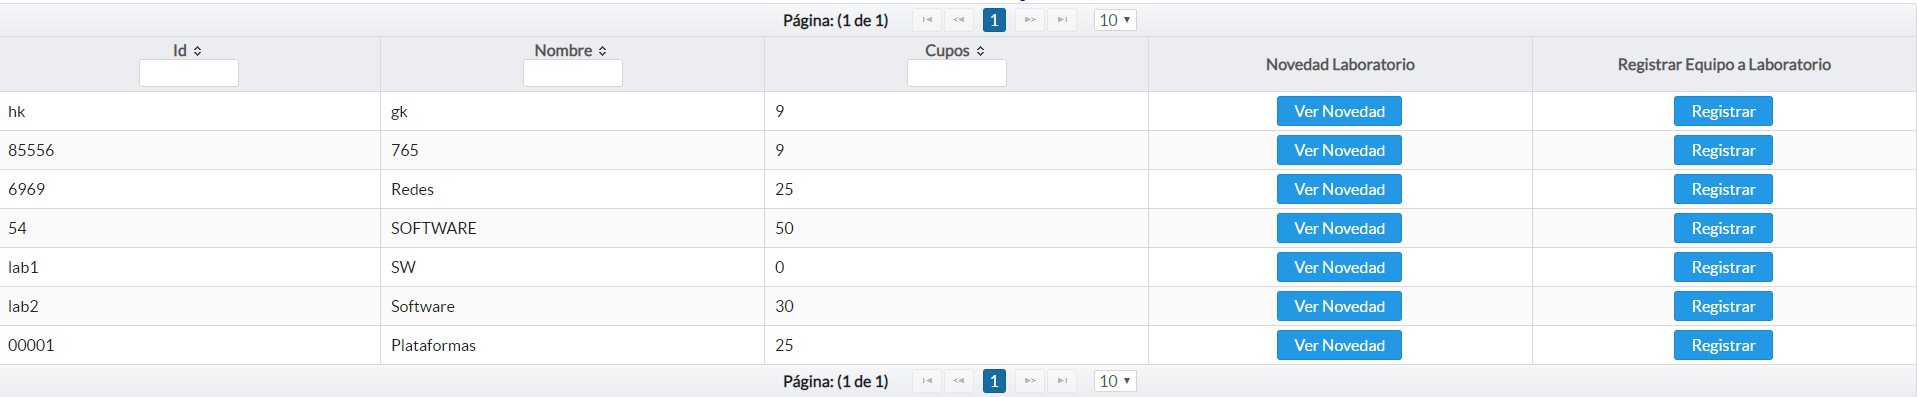 Página: (1 de 1) 1 10
Id Nombre Cupos Novedad Laboratorio Registrar Equipo a Laboratorio
hk gk 9 Ver Novedad Registrar
85556 765 9 Ver Novedad Registrar
6969 Redes 25 Ver Novedad Registrar
54 SOFTWARE 50 Ver Novedad Registrar
lab1 SW 0 Ver Novedad Registrar
lab2 Software 30 Ver Novedad Registrar
00001 Plataformas 25 Ver Novedad Registrar
Página: (1 de 1) 1 10